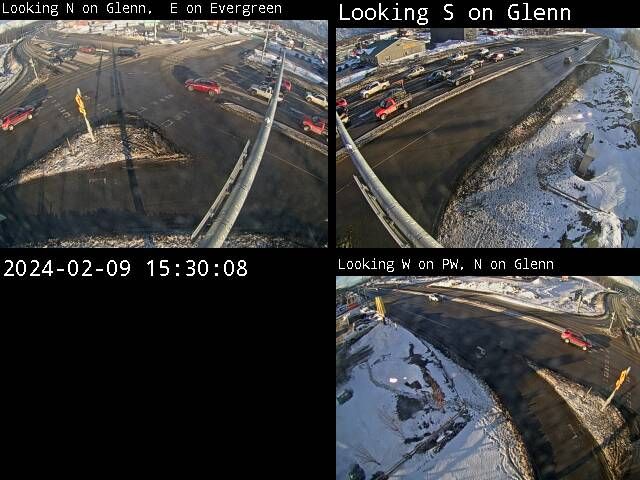 Looking N on Glenn,  E on Evergreen
Looking S on Glenn
2024-02-09 15:30:08
Looking W on PW, N on Glenn